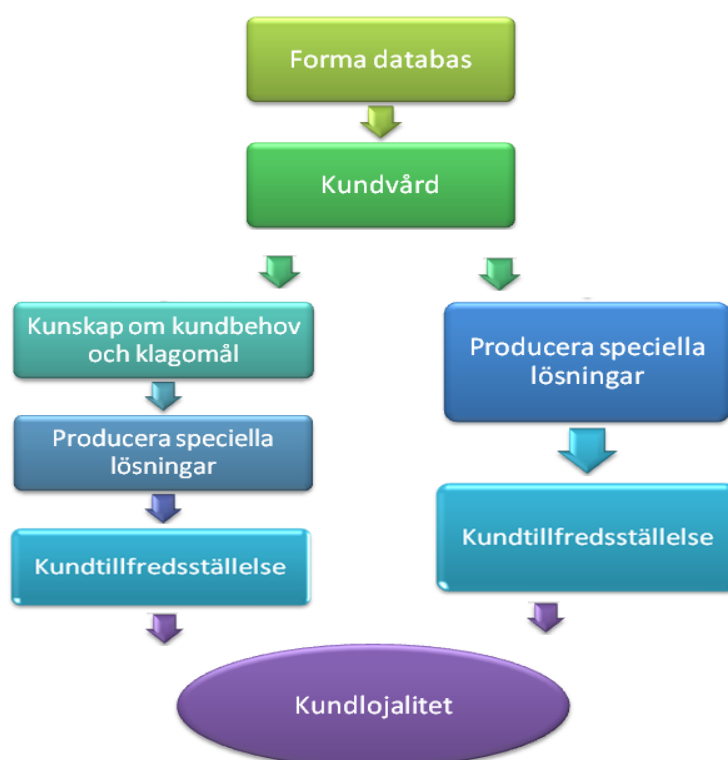 Forma databas
Kundvård
Kunskap om kundbehov
och klagomål
Producera speciella
lösningar
Kundtillfredsställelse
Producera speciella
lösningar
Kundtillfredsställelse
Kundlojalitet